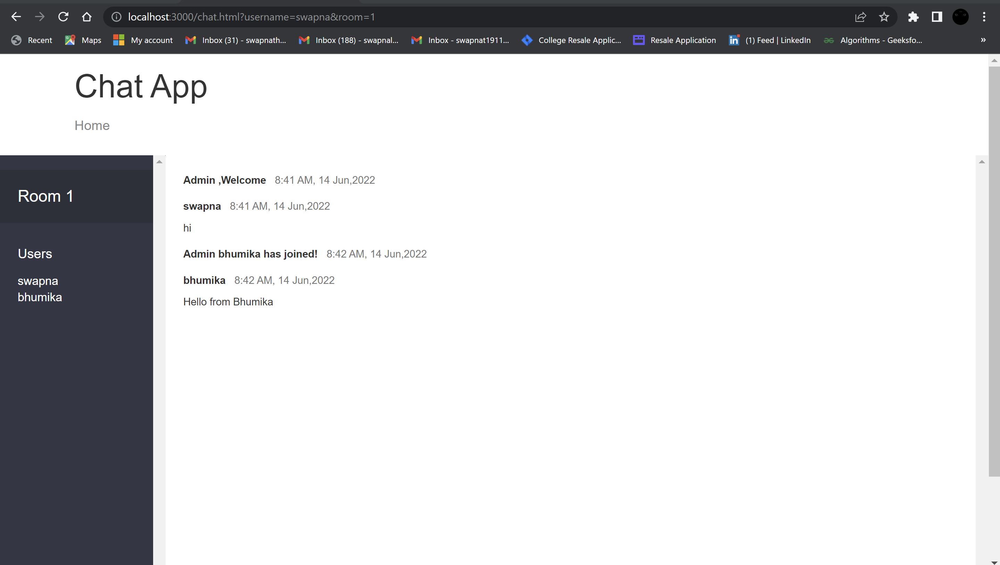 localhost:3000/chat.html?username=swapna&room=1
Recent Maps My account Inbox (31) - swapnath... Inbox (188) - swapnal... Inbox - swapnat1911... College Resale Applic... Resale Application (1) Feed | LinkedIn Algorithms - Geeksfo... »
Chat App
Home
Room 1
Users
swapna
bhumika
Admin ,Welcome 8:41 AM, 14 Jun,2022
swapna 8:41 AM, 14 Jun,2022
hi
Admin bhumika has joined! 8:42 AM, 14 Jun,2022
bhumika 8:42 AM, 14 Jun,2022
Hello from Bhumika